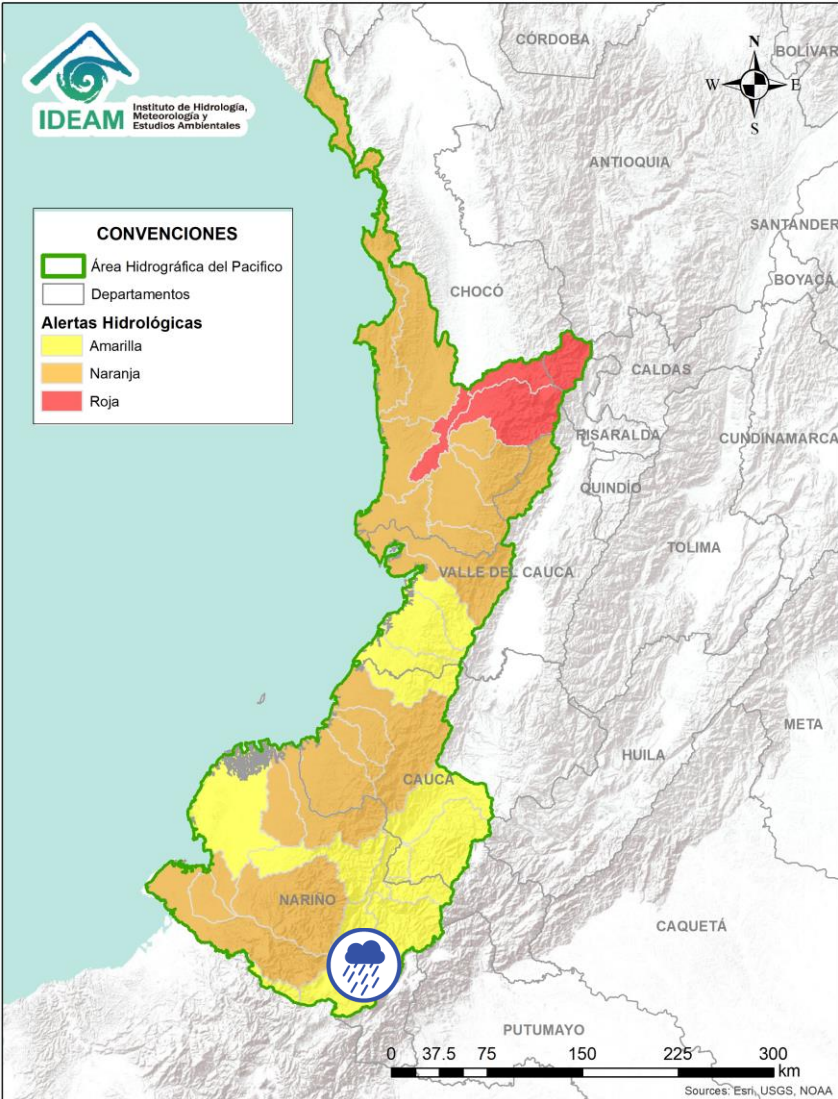 IDEAM
Instituto de Hidrología,
Meteorología y
Estudios Ambientales
CÓRDOBA
BOLÍVAR
N
W
E
S
ANTIOQUIA
SANTANDER
BOYACÁ
CONVENCIONES
Área Hidrográfica del Pacifico
Departamentos
Alertas Hidrológicas
Amarilla
Naranja
Roja
CHOCÓ
CALDAS
RISARALDA
CUNDINAMARCA
QUINDÍO
TOLIMA
VALLE DEL CAUCA
META
HUILA
CAUCA
NARIÑO
CAQUETÁ
PUTUMAYO
0 37.5 75 150 225 300
km
Sources: Esri, USGS, NOAA